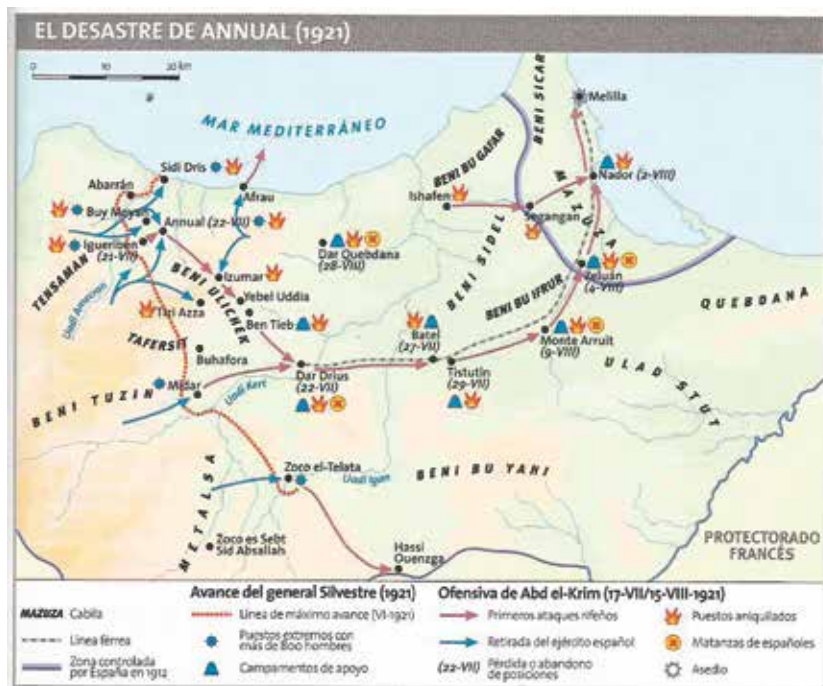 EL DESASTRE DE ANNUAL (1921)
0 10 20 km
MAR MEDITERRÁNEO
Melilla
BENI SICAR
Sidi Dris
BENI BU GAFAR
Abarrán
Afrau
Nador (2-VIII)
Buy Moyan
Annual (22-VII)
Ishafen
MAZUZA
Segangan
Igueriben
(21-VII)
Dar Quebdana
(28-VIII)
BENI SIDEL
TENSAMAN
Izumar
Zeluán
(4-VIII)
BENI ULICHEK
Uadi Amrocan
Yebel Uddia
BENI BU IFRUR
QUEBDANA
Tizi Azza
Ben Tieb
Batel
(27-VII)
Monte Arruit
(9-VIII)
TAFERSIT
Buhafora
Dar Drius
(22-VII)
Tistutin
(29-VII)
ULAD STUT
Midar
Uadi Kert
BENI TUZIN
Zoco el-Telata
Uadi Igan
BENI BU YAHI
METALSA
Zoco es Sebt
Sid Absallah
Hassi
Ouenzga
PROTECTORADO
FRANCÉS
MAZUZA Cabila
Línea férrea
Zona controlada
por España en 1912
Avance del general Silvestre (1921)
Línea de máximo avance (VI-1921)
Puestos extremos con
más de 800 hombres
Campamentos de apoyo
Ofensiva de Abd el-Krim (17-VII/15-VIII-1921)
Primeros ataques rifeños
Retirada del ejército español
(22-VII) Pérdida o abandono
de posiciones
Puestos aniquilados
Matanzas de españoles
Asedio